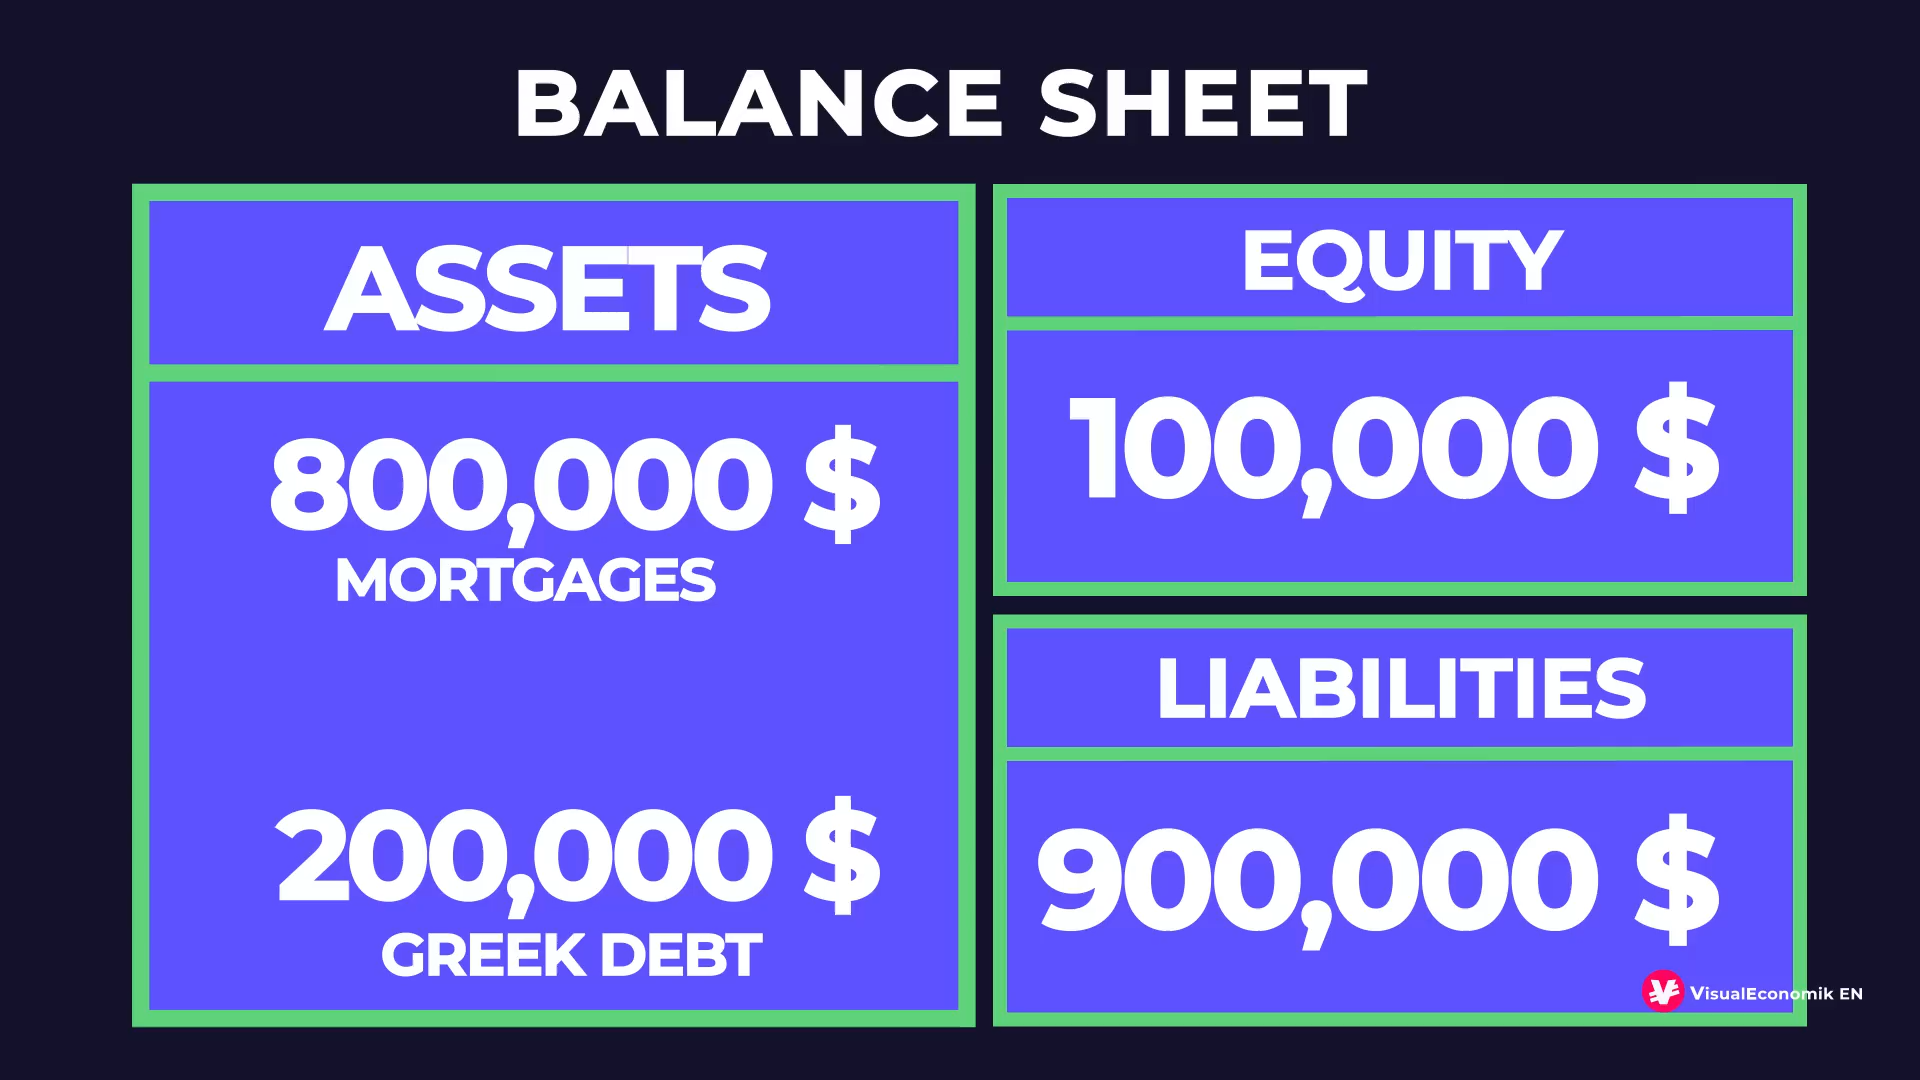 BALANCE SHEET
ASSETS
800,000 $
MORTGAGES
200,000 $
GREEK DEBT
EQUITY
100,000 $
LIABILITIES
900,000 $
VisualEconomik EN